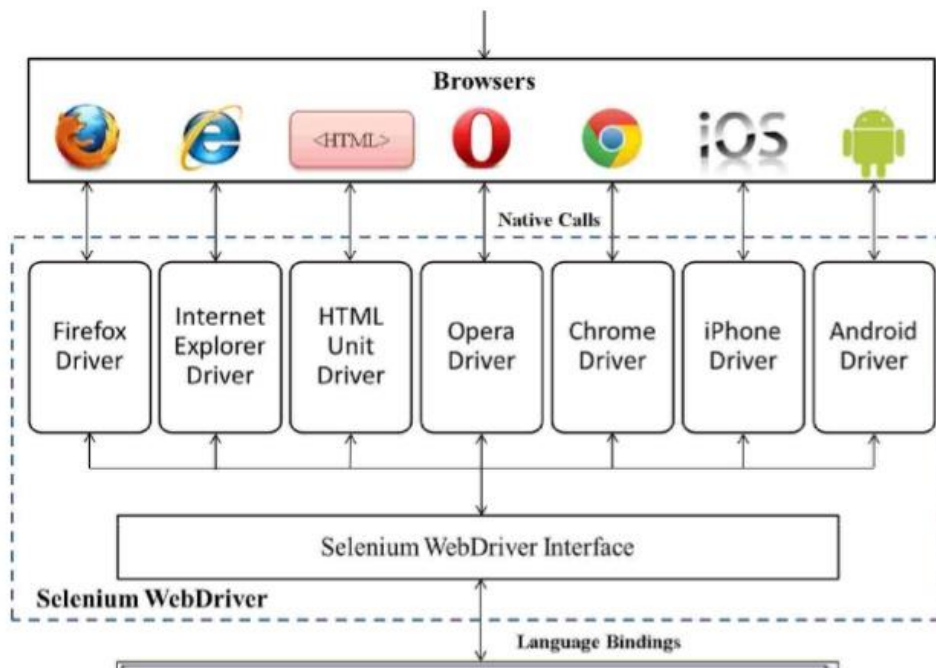 Browsers
<HTML>
iOS
Native Calls
Firefox
Driver
Internet
Explorer
Driver
HTML
Unit
Driver
Opera
Driver
Chrome
Driver
iPhone
Driver
Android
Driver
Selenium WebDriver Interface
Selenium WebDriver
Language Bindings